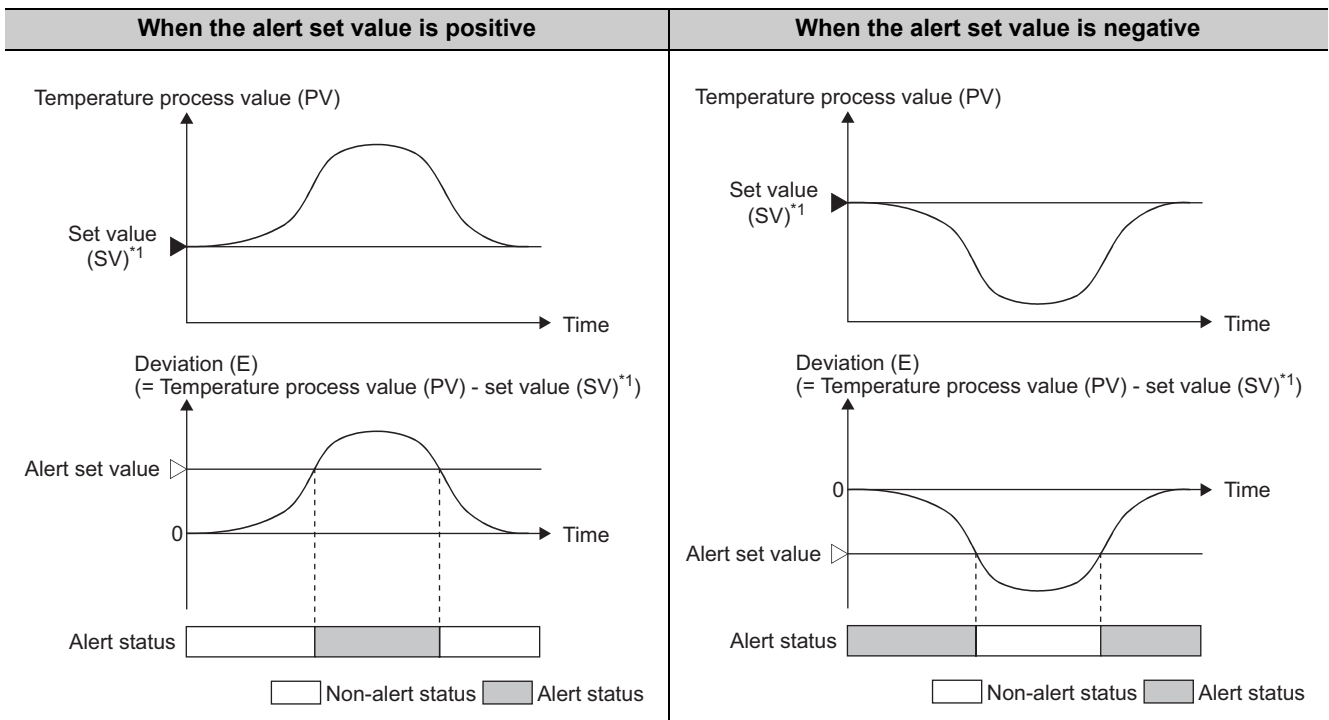 When the alert set value is positive
Temperature process value (PV)
Set value
(SV)*1
Time
Deviation (E)
(= Temperature process value (PV) - set value (SV)*1)
Alert set value
0
Time
Alert status
Non-alert status
Alert status
When the alert set value is negative
Temperature process value (PV)
Set value
(SV)*1
Time
Deviation (E)
(= Temperature process value (PV) - set value (SV)*1)
0
Time
Alert set value
Alert status
Non-alert status
Alert status